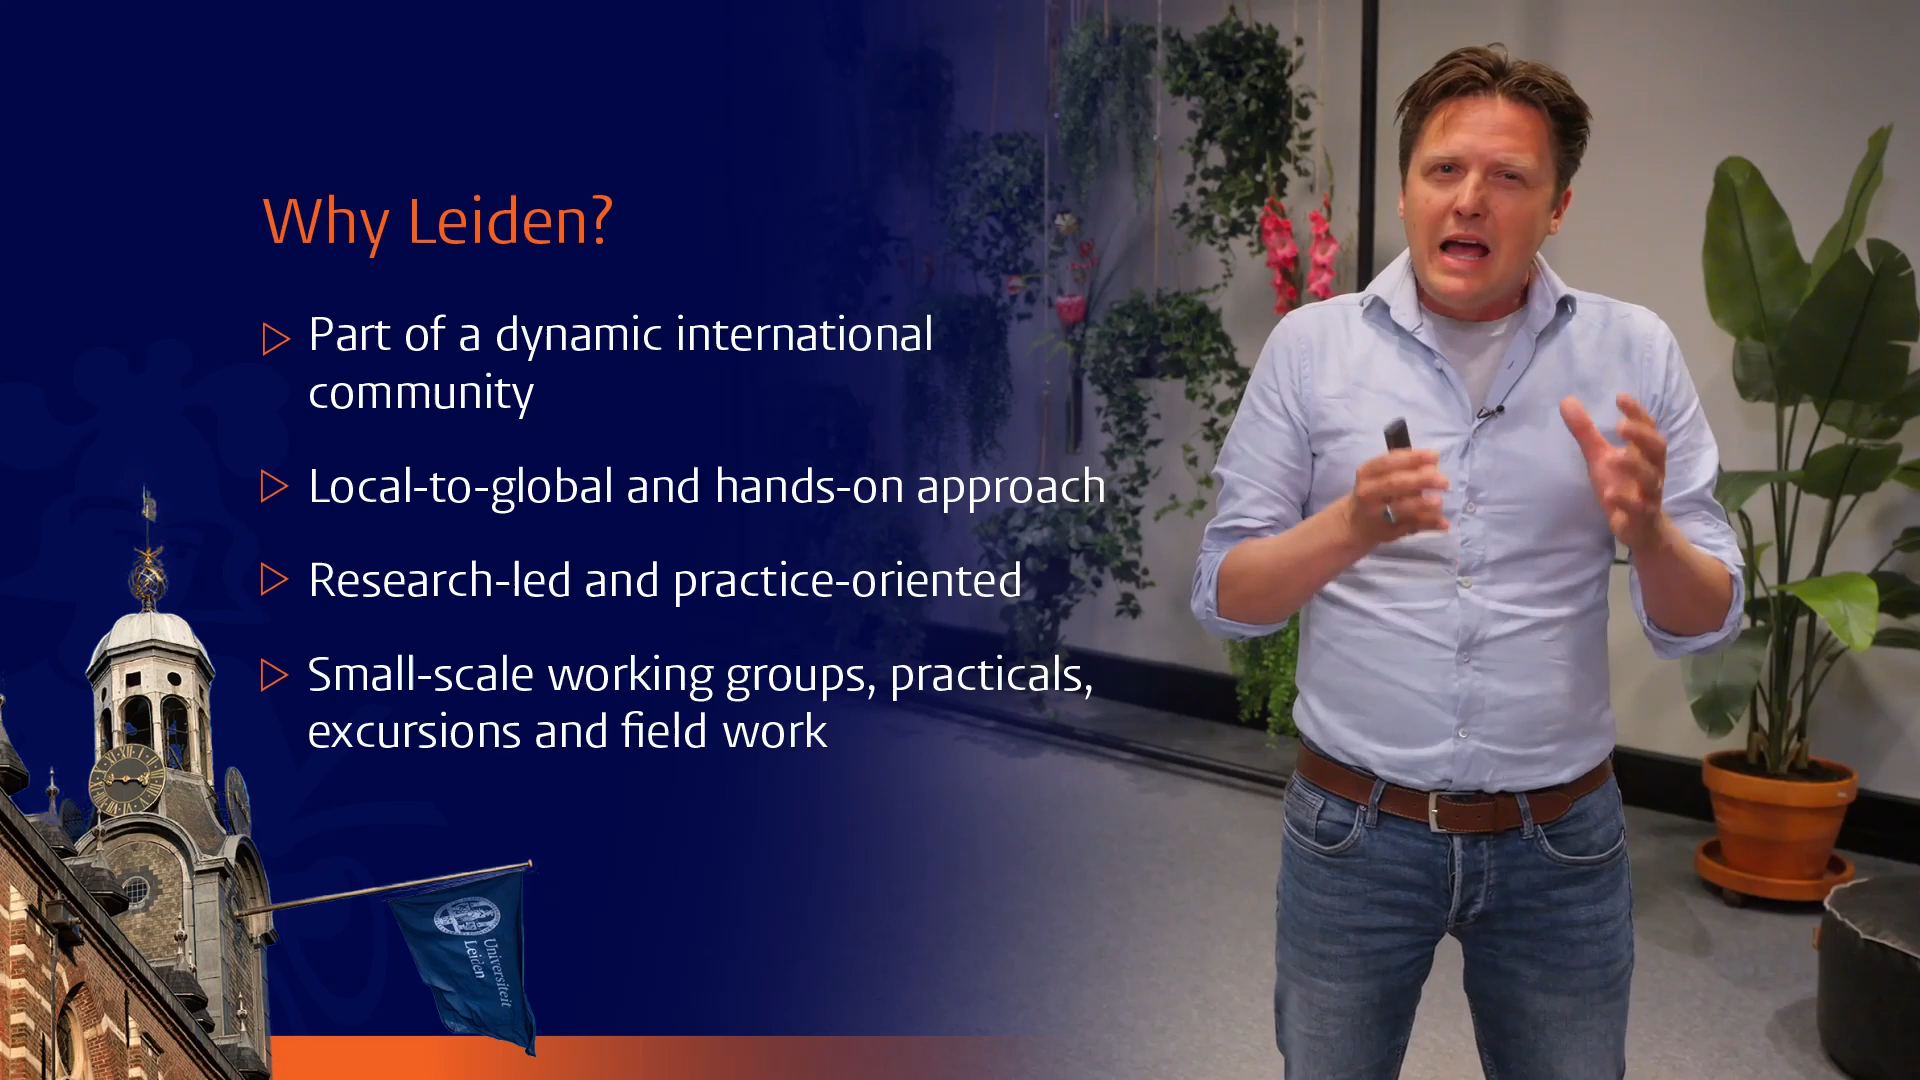 Why Leiden?
Part of a dynamic international
community
Local-to-global and hands-on approach
Research-led and practice-oriented
Small-scale working groups, practicals,
excursions and field work
Universiteit
Leiden